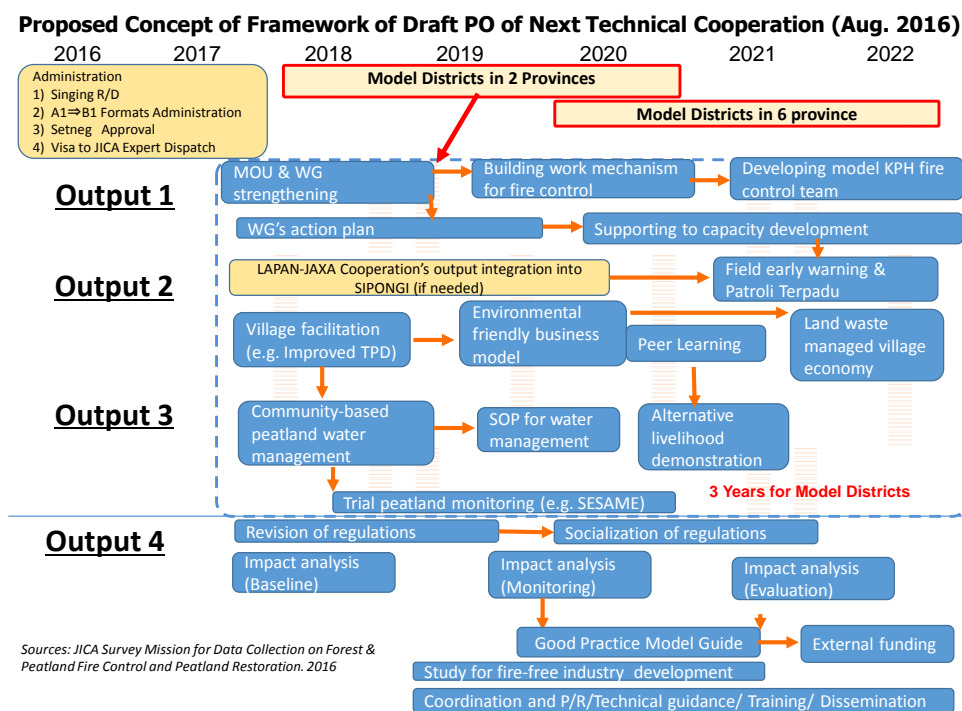 Proposed Concept of Framework of Draft PO of Next Technical Cooperation (Aug. 2016)
2016 2017 2018 2019 2020 2021 2022
Administration
1) Singing R/D
2) A1⇒B1 Formats Administration
3) Setneg Approval
4) Visa to JICA Expert Dispatch
Model Districts in 2 Provinces
Model Districts in 6 province
Output 1
MOU & WG
strengthening
Building work mechanism
for fire control
Developing model KPH fire
control team
WG's action plan
Supporting to capacity development
Output 2
LAPAN-JAXA Cooperation's output integration into
SIPONGI (if needed)
Field early warning &
Patroli Terpadu
Village facilitation
(e.g. Improved TPD)
Environmental
friendly business
model
Peer Learning
Land waste
managed village
economy
Output 3
Community-based
peatland water
management
SOP for water
management
Alternative
livelihood
demonstration
Trial peatland monitoring (e.g. SESAME)
3 Years for Model Districts
Output 4
Revision of regulations
Socialization of regulations
Impact analysis
(Baseline)
Impact analysis
(Monitoring)
Impact analysis
(Evaluation)
Good Practice Model Guide
External funding
Sources: JICA Survey Mission for Data Collection on Forest &
Peatland Fire Control and Peatland Restoration. 2016
Study for fire-free industry development
Coordination and P/R/Technical guidance/ Training/ Dissemination